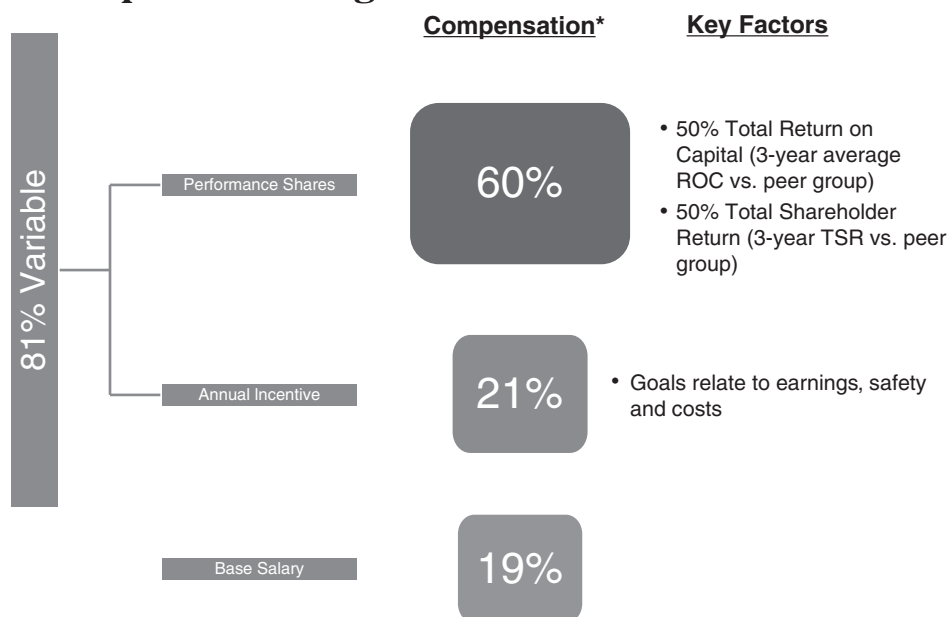 Compensation*
Key Factors
81% Variable
Performance Shares
60%
• 50% Total Return on
Capital (3-year average
ROC vs. peer group)
• 50% Total Shareholder
Return (3-year TSR vs. peer
group)
Annual Incentive
21%
• Goals relate to earnings, safety
and costs
Base Salary
19%